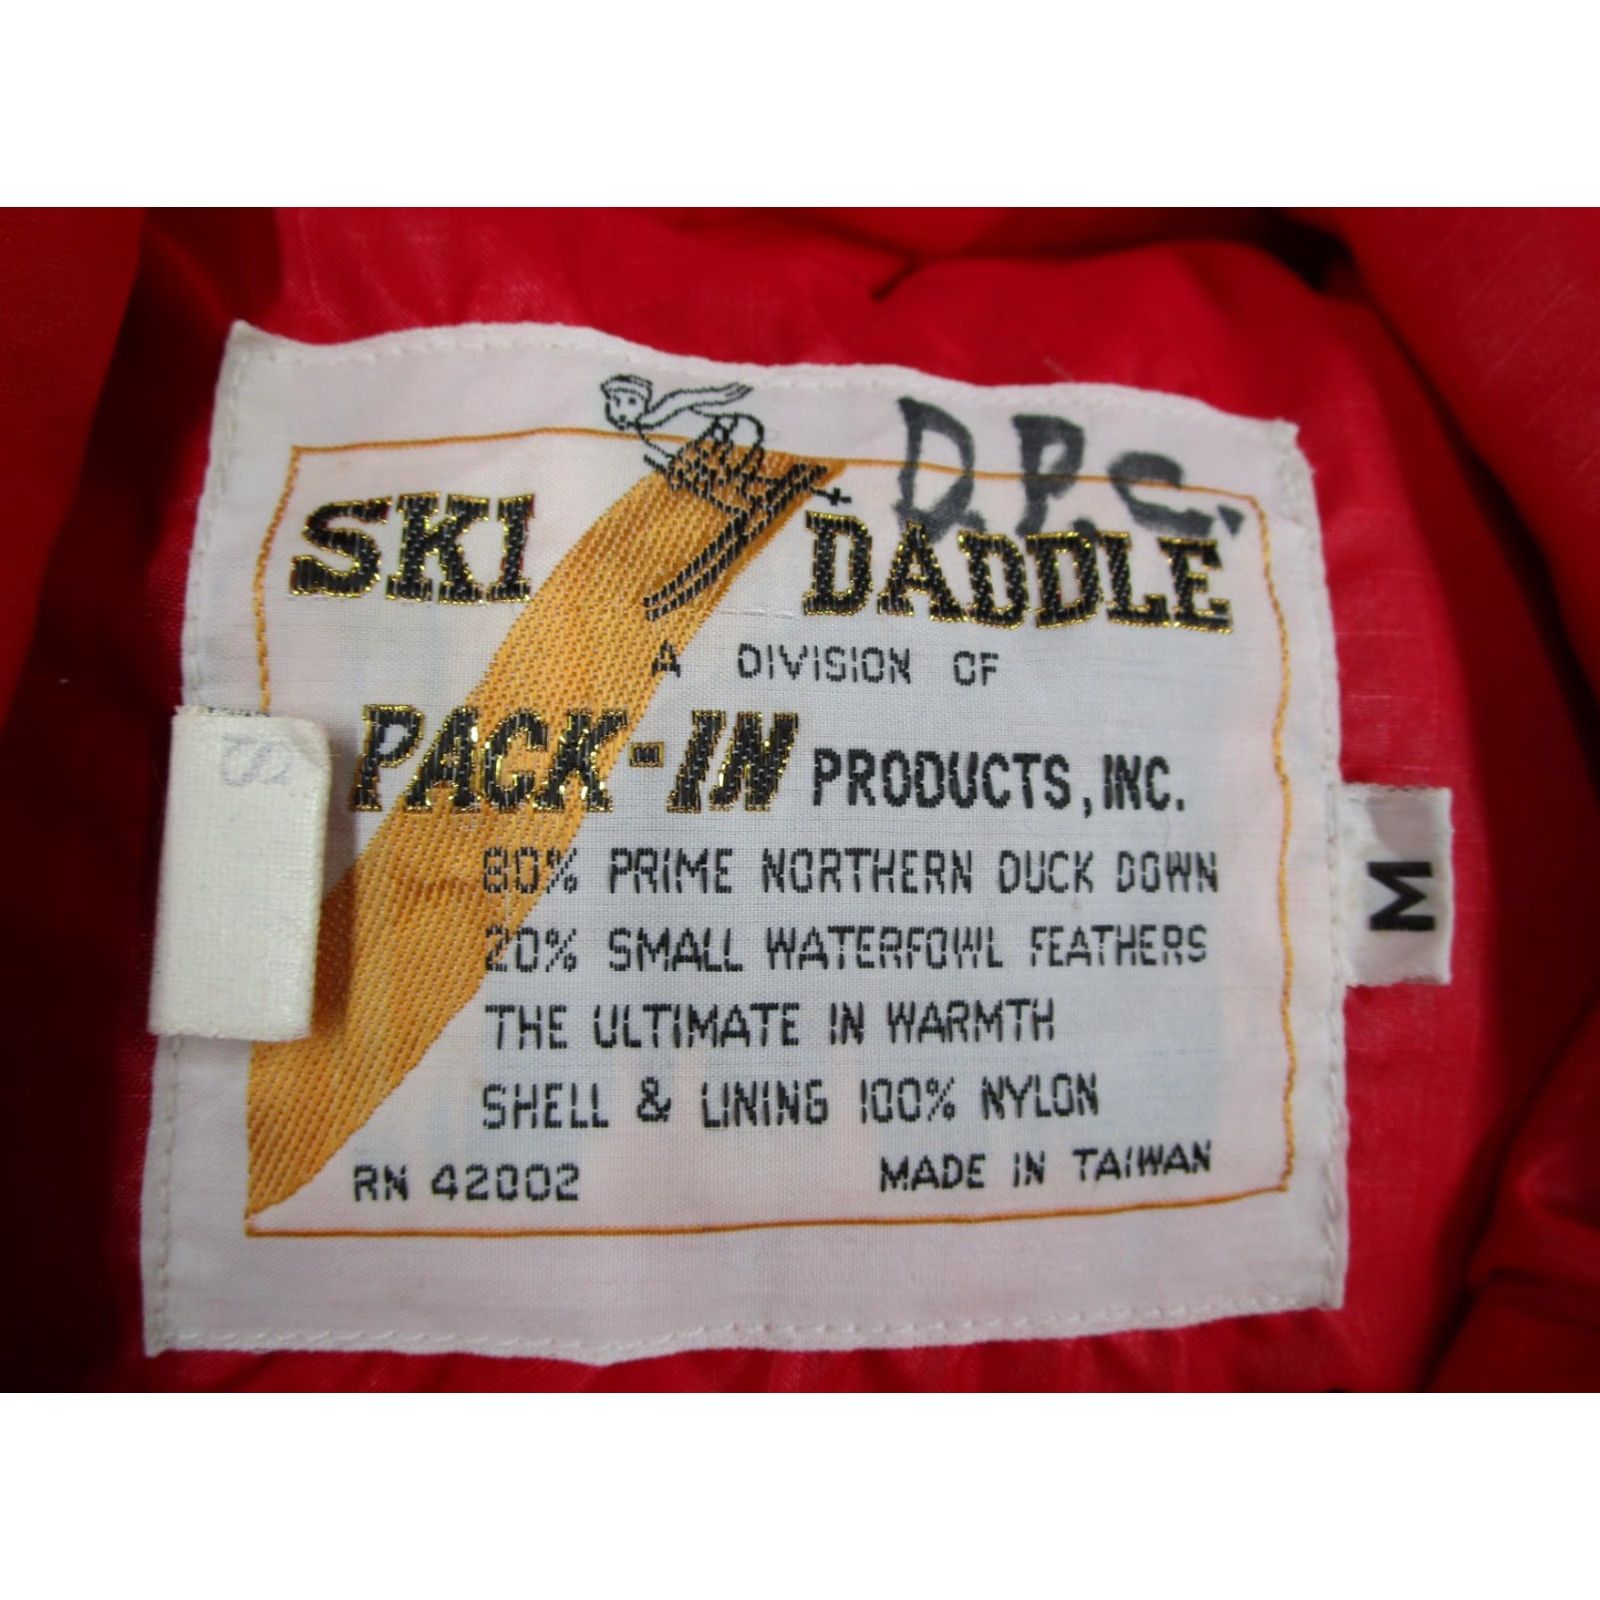 D.P.C.
SKI DADDLE
A DIVISION OF
PACK-IN PRODUCTS, INC.
80% PRIME NORTHERN DUCK DOWN
20% SMALL WATERFOWL FEATHERS
THE ULTIMATE IN WARMTH
SHELL & LINING 100% NYLON
RN 42002 MADE IN TAIWAN
M